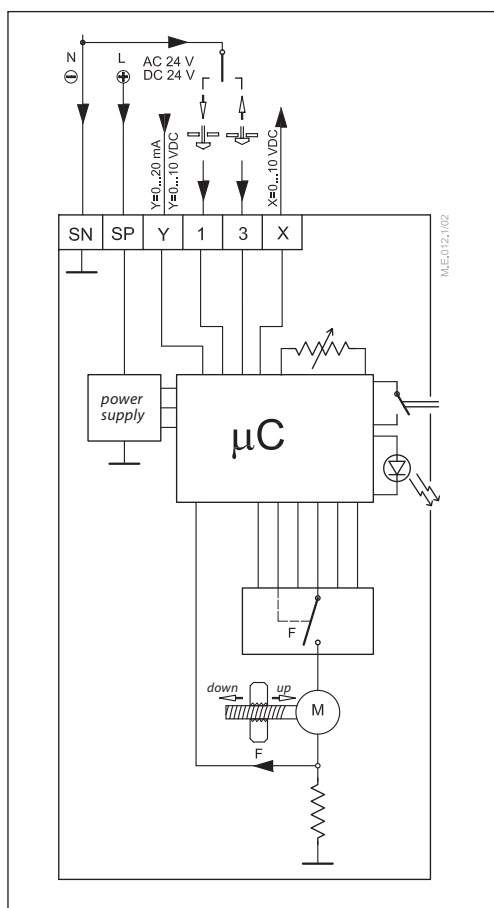 N
L
AC 24 V
DC 24 V
Y=0...20 mA
Y=0...10 VDC
X=0...10 VDC
SN SP Y 1 3 X
M.E.012.1/02
power
supply
µC
F
down up
M
F